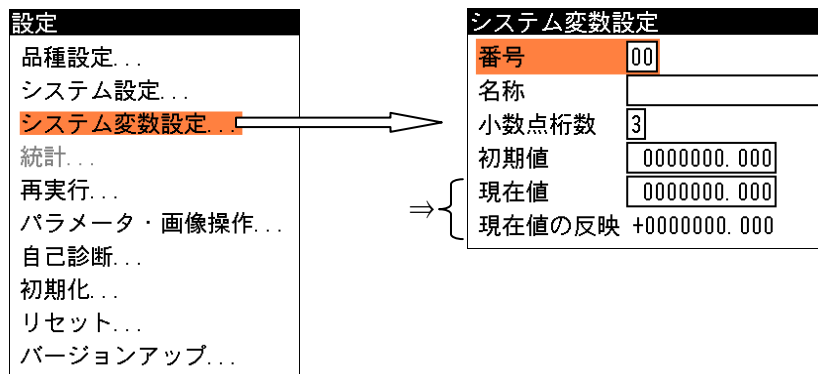 設定
品種設定...
システム設定...
システム変数設定...
統計...
再実行...
パラメータ・画像操作...
自己診断...
初期化...
リセット...
バージョンアップ...
システム変数設定
番号 00
名称
小数点桁数 3
初期値 0000000.000
⇒ 現在値 0000000.000
現在値の反映 +0000000.000